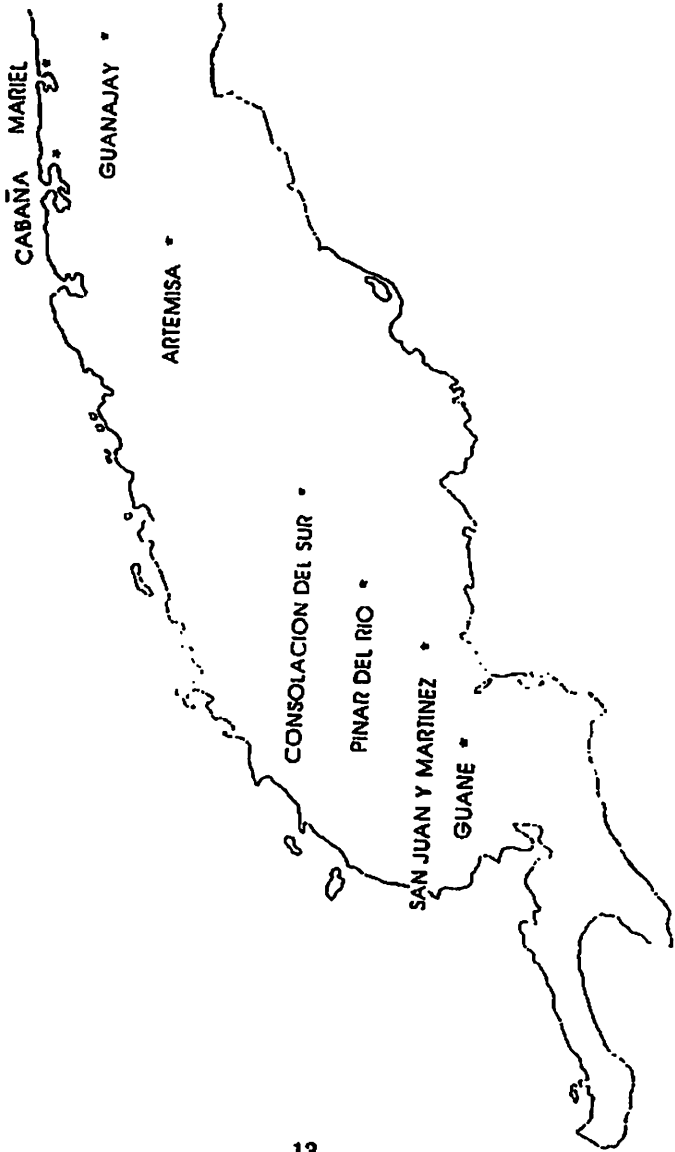 CABAÑA
MARIEL
GUANAJAY *
ARTEMISA *
CONSOLACION DEL SUR *
PINAR DEL RIO *
SAN JUAN Y MARTINEZ *
GUANE *
13